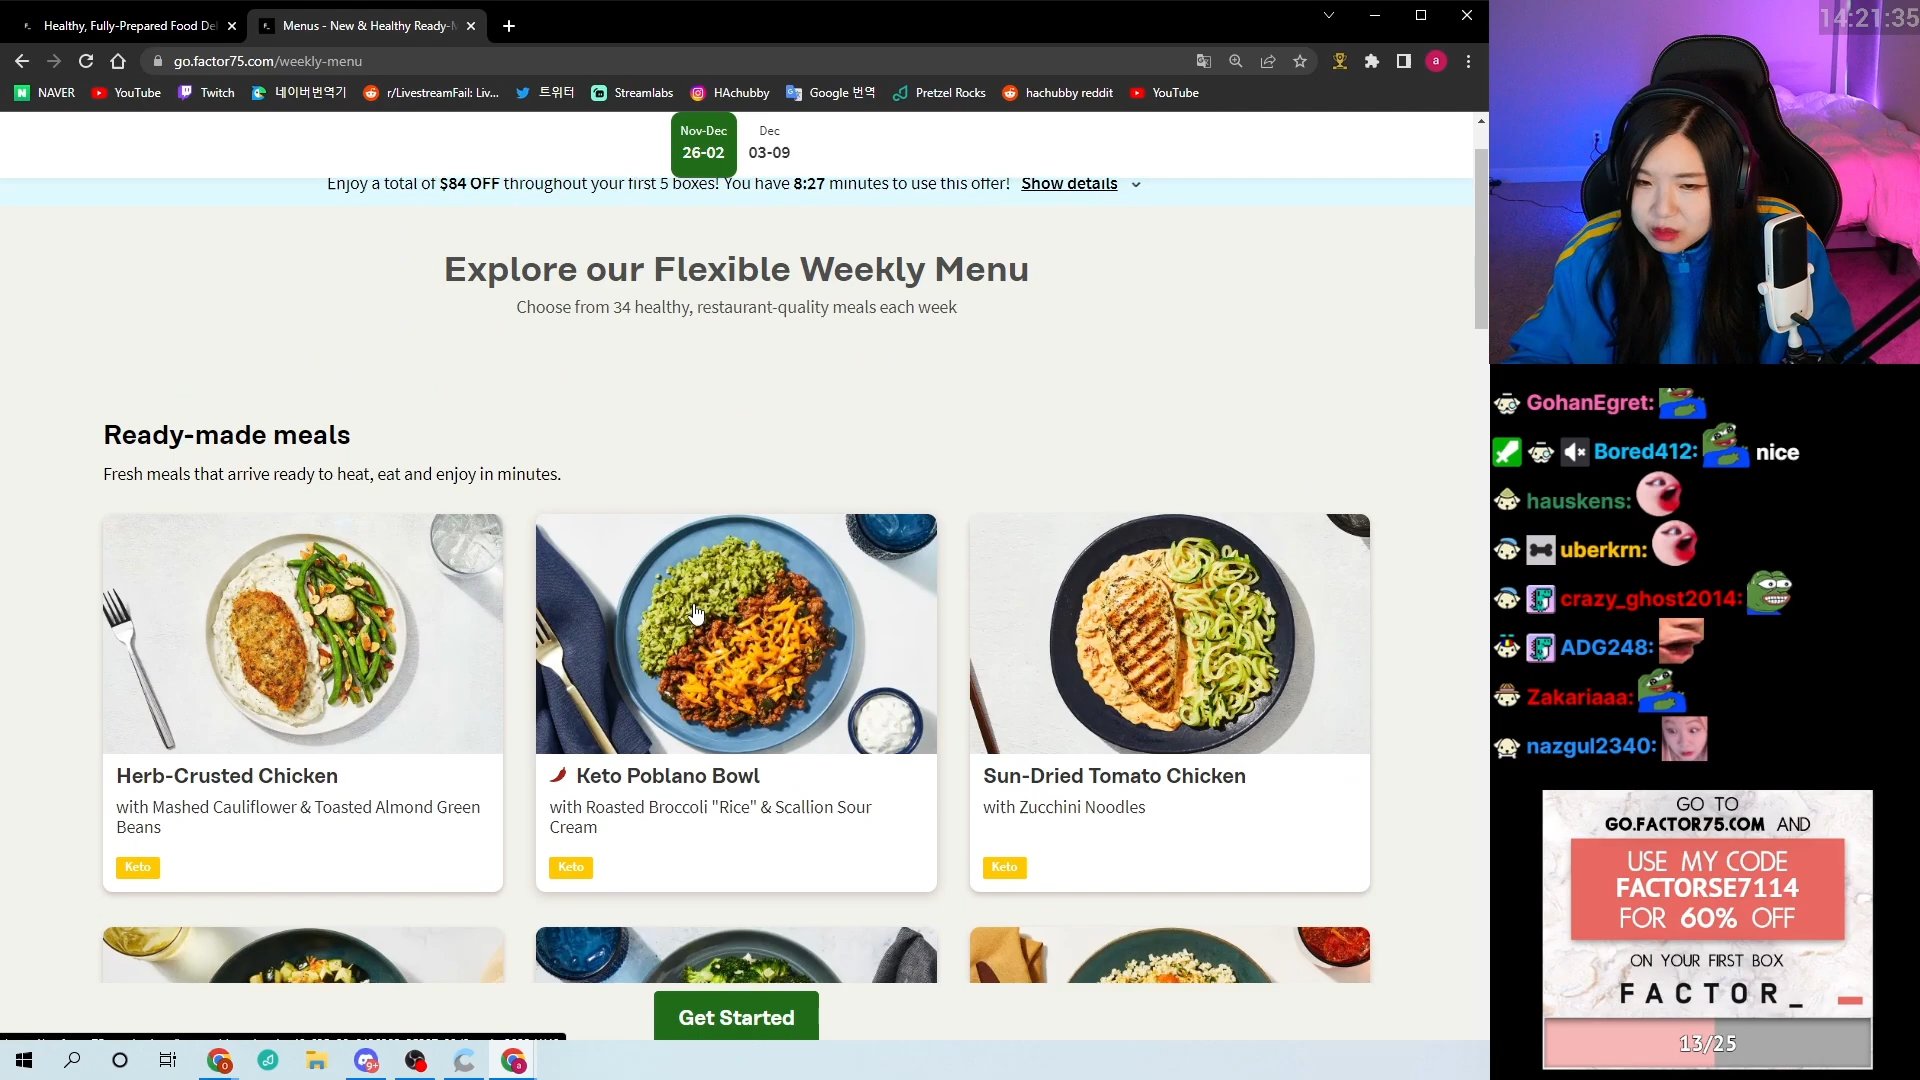 Healthy, Fully-Prepared Food De
Menus - New & Healthy Ready-M
go.factor75.com/weekly-menu
a
NAVER
YouTube
Twitch
네이버번역기
r/LivestreamFail: Liv...
트위터
Streamlabs
HAchubby
Google 번역
Pretzel Rocks
hachubby reddit
YouTube
Nov-Dec
26-02
Dec
03-09
Enjoy a total of $84 OFF throughout your first 5 boxes! You have 8:27 minutes to use this offer! Show details
Explore our Flexible Weekly Menu
Choose from 34 healthy, restaurant-quality meals each week
Ready-made meals
Fresh meals that arrive ready to heat, eat and enjoy in minutes.
Herb-Crusted Chicken
with Mashed Cauliflower & Toasted Almond Green
Beans
Keto
Keto Poblano Bowl
with Roasted Broccoli "Rice" & Scallion Sour
Cream
Keto
Sun-Dried Tomato Chicken
with Zucchini Noodles
Keto
Get Started
14:21:35
GohanEgret:
Bored412: nice
hauskens:
uberkrn:
crazy_ghost2014:
ADG248:
Zakariaaa:
nazgul2340:
GO TO
GO.FACTOR75.COM AND
USE MY CODE
FACTORSE7114
FOR 60% OFF
ON YOUR FIRST BOX
FACTOR_
13/25
9+